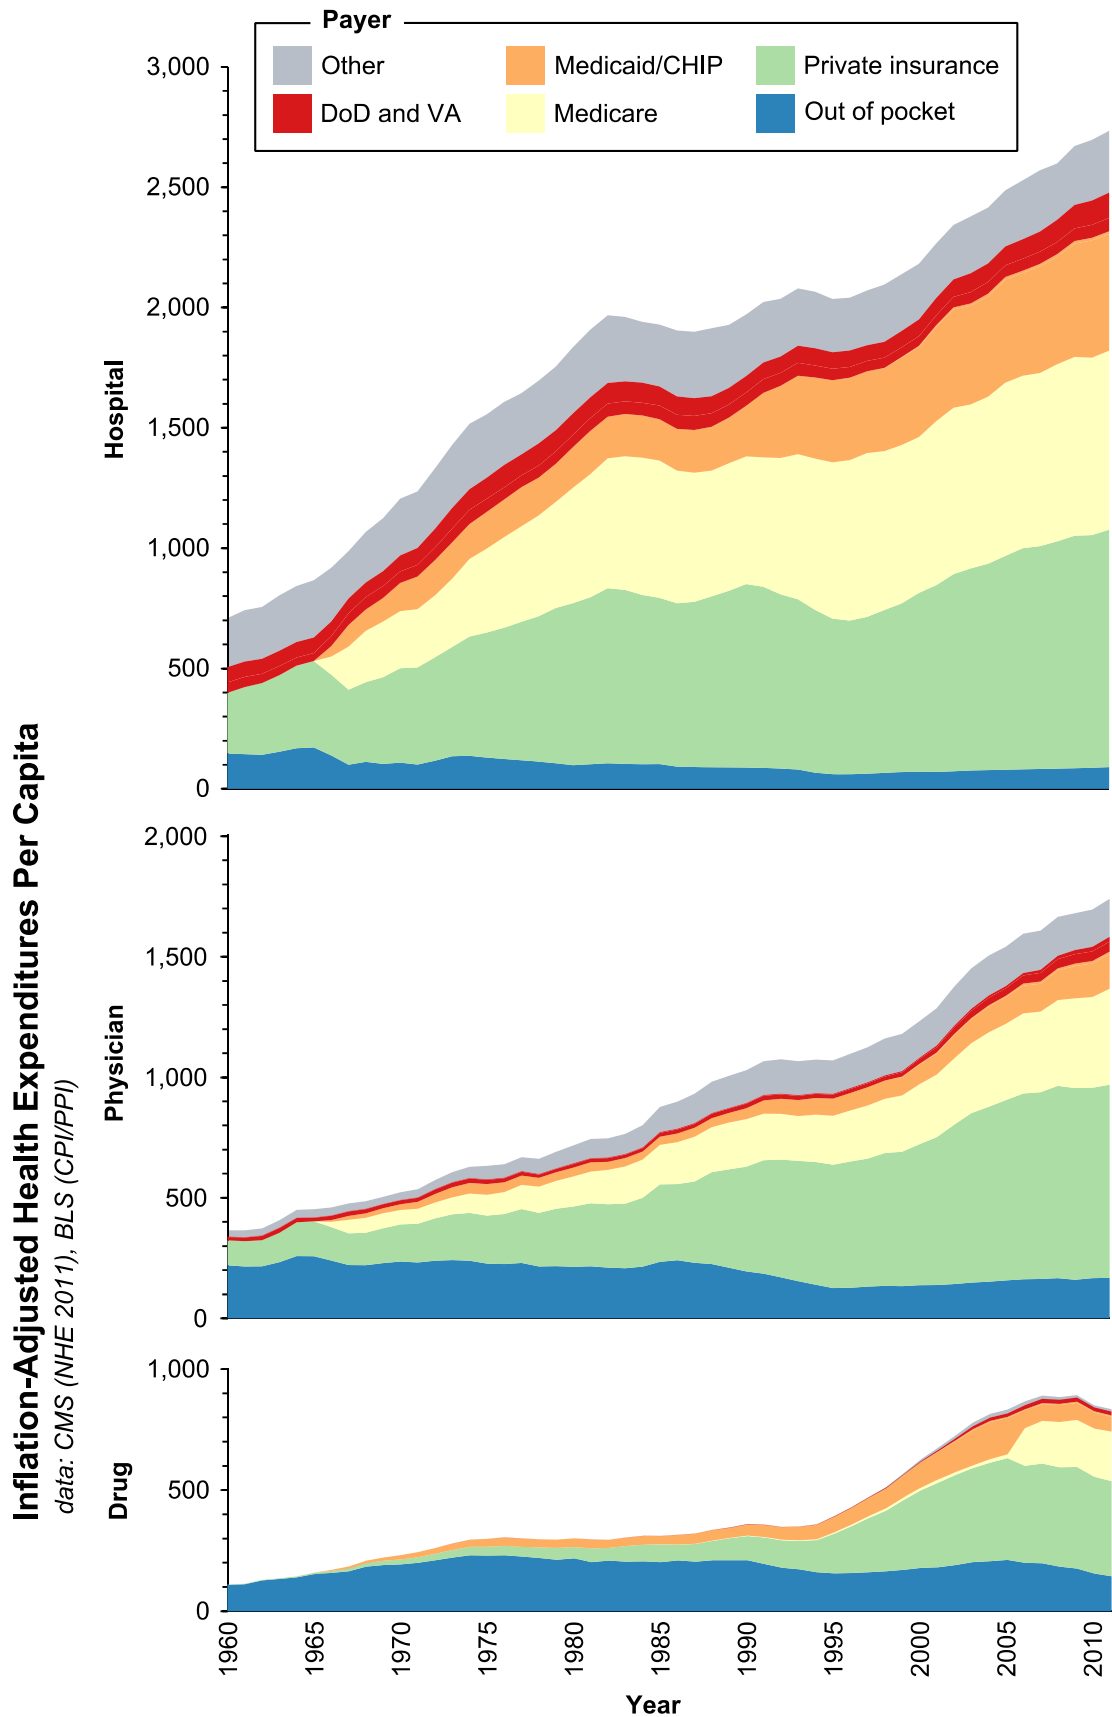 Payer
Other
Medicaid/CHIP
Private insurance
DoD and VA
Medicare
Out of pocket
Inflation-Adjusted Health Expenditures Per Capita
data: CMS (NHE 2011), BLS (CPI/PPI)
Hospital
3,000
2,500
2,000
1,500
1,000
500
0
Physician
2,000
1,500
1,000
500
0
Drug
1,000
500
0
1960
1965
1970
1975
1980
1985
1990
1995
2000
2005
2010
Year